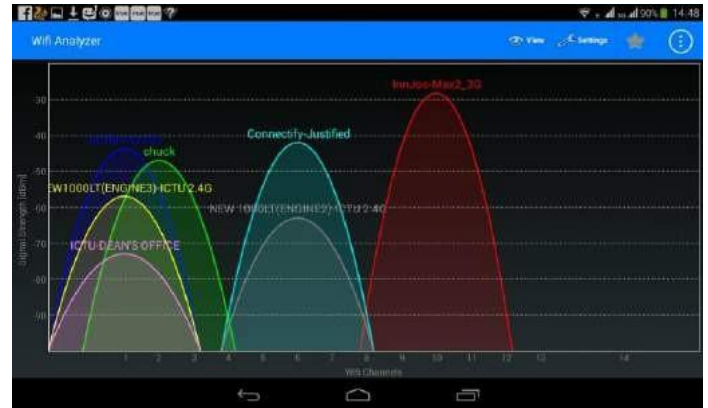 90% 14:48
Wifi Analyzer
View
Settings
InnJoo-Max2_3G
Connectify-Justified
chuck
EW1000LT(ENGINE3)-ICTU 2.4G
NEW 1000LT(ENGINE2)-ICTU 2.4G
ICTU-DEAN'S OFFICE
Signal Strength [dBm]
-30
-40
-50
-60
-70
-80
-90
1 2 3 4 5 6 7 8 9 10 11 12 13 14
Wifi Channels